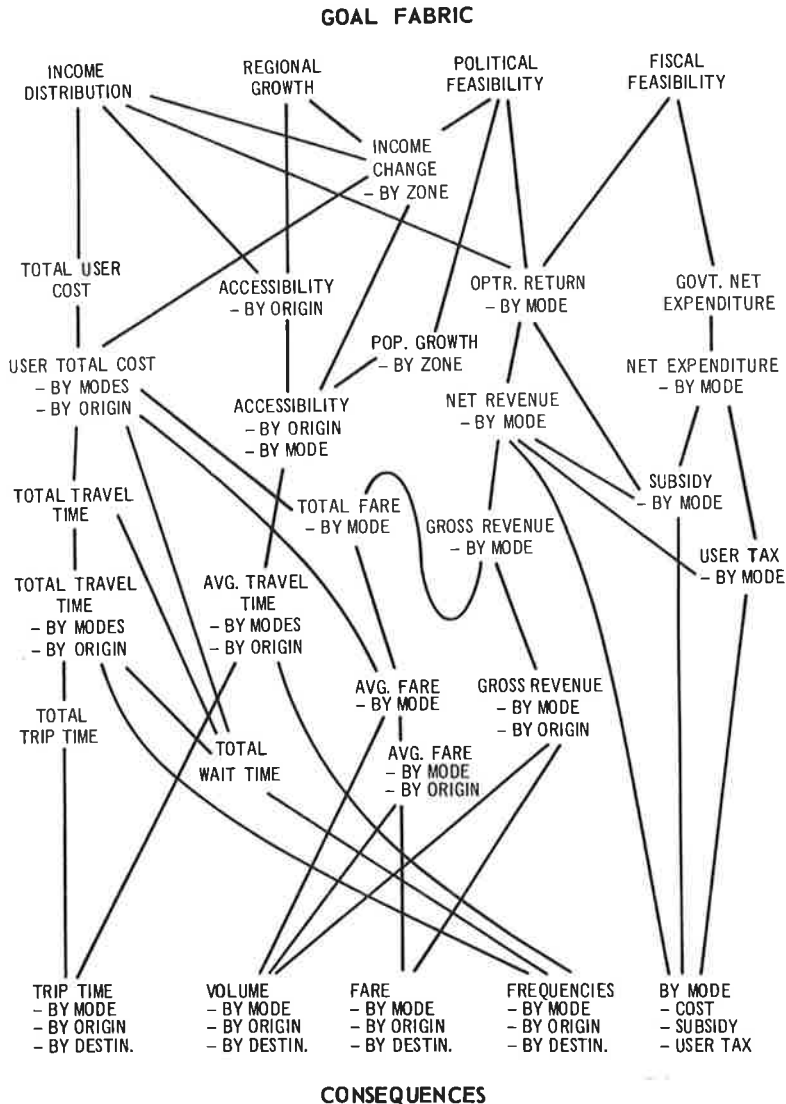 GOAL FABRIC
INCOME
DISTRIBUTION
REGIONAL
GROWTH
POLITICAL
FEASIBILITY
FISCAL
FEASIBILITY
INCOME
CHANGE
- BY ZONE
TOTAL USER
COST
ACCESSIBILITY
- BY ORIGIN
OPTR. RETURN
- BY MODE
GOVT. NET
EXPENDITURE
POP. GROWTH
- BY ZONE
USER TOTAL COST
- BY MODES
- BY ORIGIN
NET EXPENDITURE
- BY MODE
ACCESSIBILITY
- BY ORIGIN
- BY MODE
NET REVENUE
- BY MODE
TOTAL TRAVEL
TIME
TOTAL FARE
- BY MODE
SUBSIDY
- BY MODE
GROSS REVENUE
- BY MODE
USER TAX
- BY MODE
TOTAL TRAVEL
TIME
- BY MODES
- BY ORIGIN
AVG. TRAVEL
TIME
- BY MODES
- BY ORIGIN
AVG. FARE
- BY MODE
GROSS REVENUE
- BY MODE
- BY ORIGIN
TOTAL
TRIP TIME
TOTAL
WAIT TIME
AVG. FARE
- BY MODE
- BY ORIGIN
TRIP TIME
- BY MODE
- BY ORIGIN
- BY DESTIN.
VOLUME
- BY MODE
- BY ORIGIN
- BY DESTIN.
FARE
- BY MODE
- BY ORIGIN
- BY DESTIN.
FREQUENCIES
- BY MODE
- BY ORIGIN
- BY DESTIN.
BY MODE
- COST
- SUBSIDY
- USER TAX
CONSEQUENCES